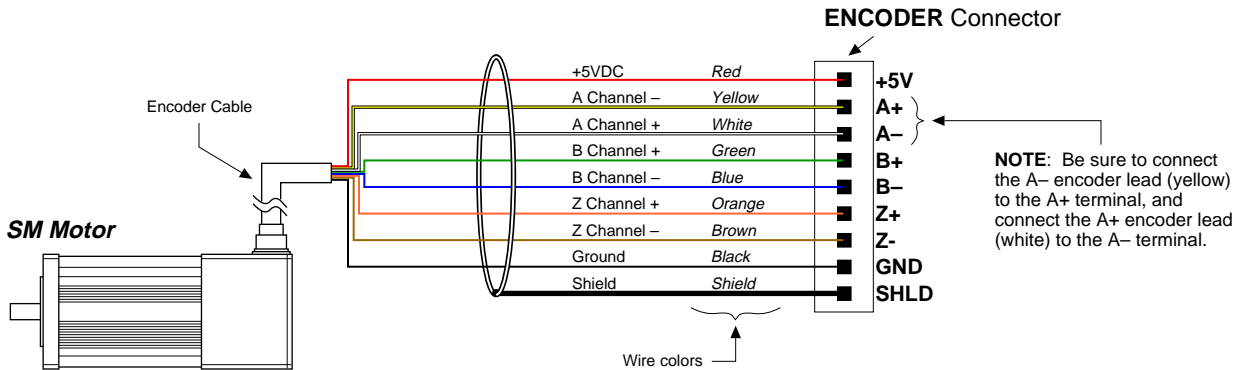 ENCODER Connector
+5VDC Red +5V
A Channel – Yellow A+
A Channel + White A–
B Channel + Green B+
B Channel – Blue B–
Z Channel + Orange Z+
Z Channel – Brown Z-
Ground Black GND
Shield Shield SHLD
Encoder Cable
SM Motor
NOTE: Be sure to connect
the A– encoder lead (yellow)
to the A+ terminal, and
connect the A+ encoder lead
(white) to the A– terminal.
Wire colors